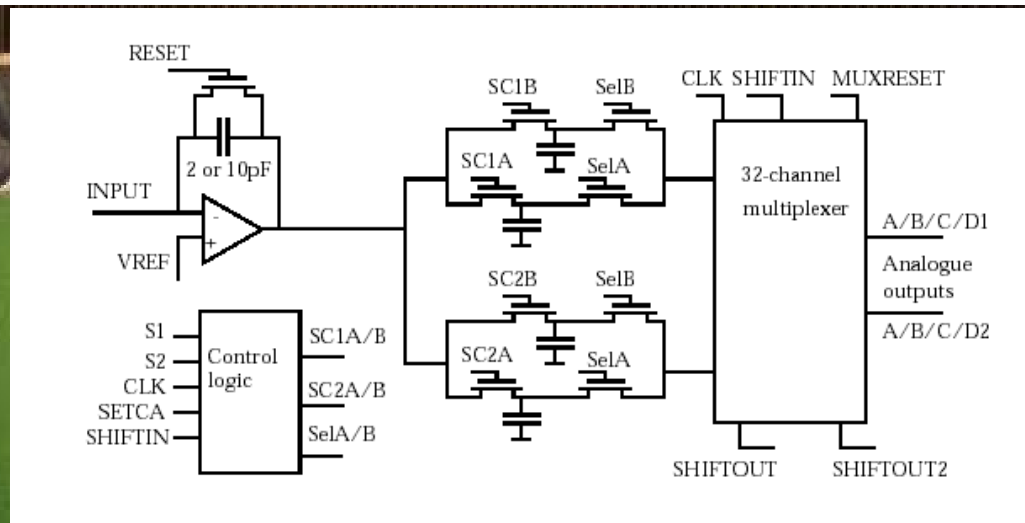 RESET
2 or 10pF
INPUT
-
+
VREF
SC1B
SelB
SC1A
SelA
SC2B
SelB
SC2A
SelA
CLK SHIFTIN MUXRESET
32-channel
multiplexer
A/B/C/D1
Analogue
outputs
A/B/C/D2
SHIFTOUT
SHIFTOUT2
S1
S2
CLK
SETCA
SHIFTIN
Control
logic
SC1A/B
SC2A/B
SelA/B